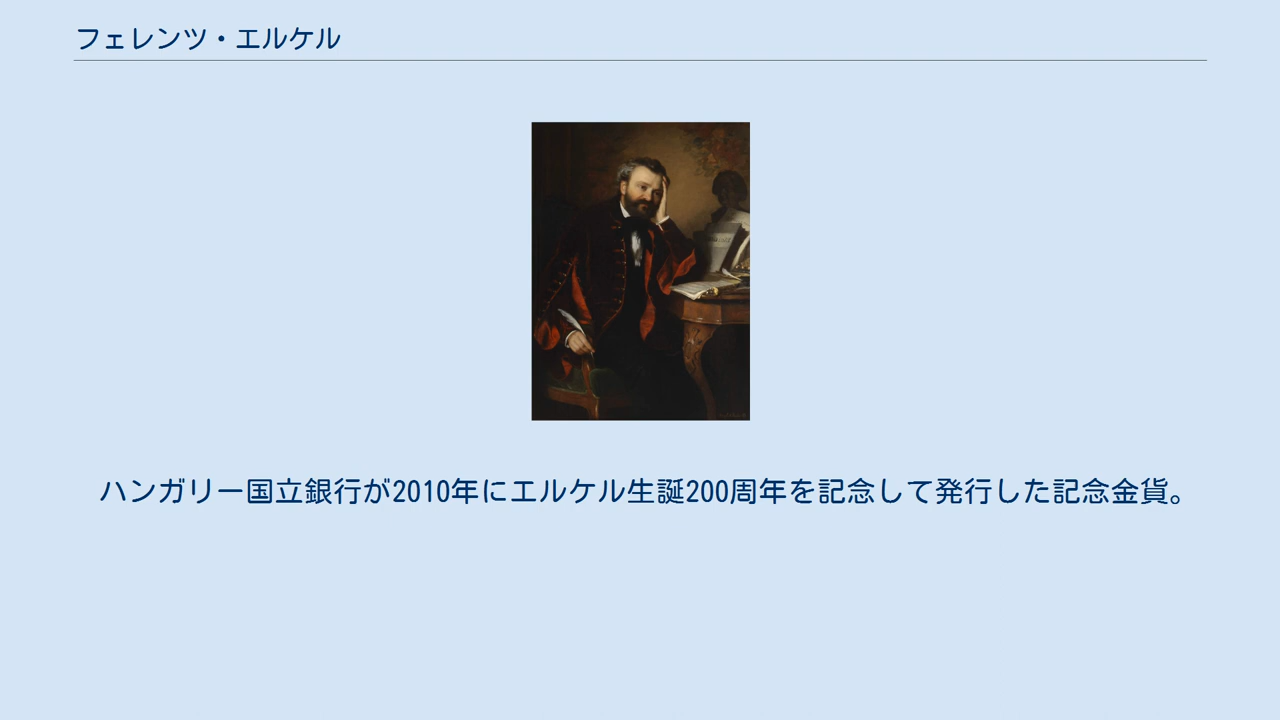 フェレンツ・エルケル
ハンガリー国立銀行が2010年にエルケル生誕200周年を記念して発行した記念金貨。